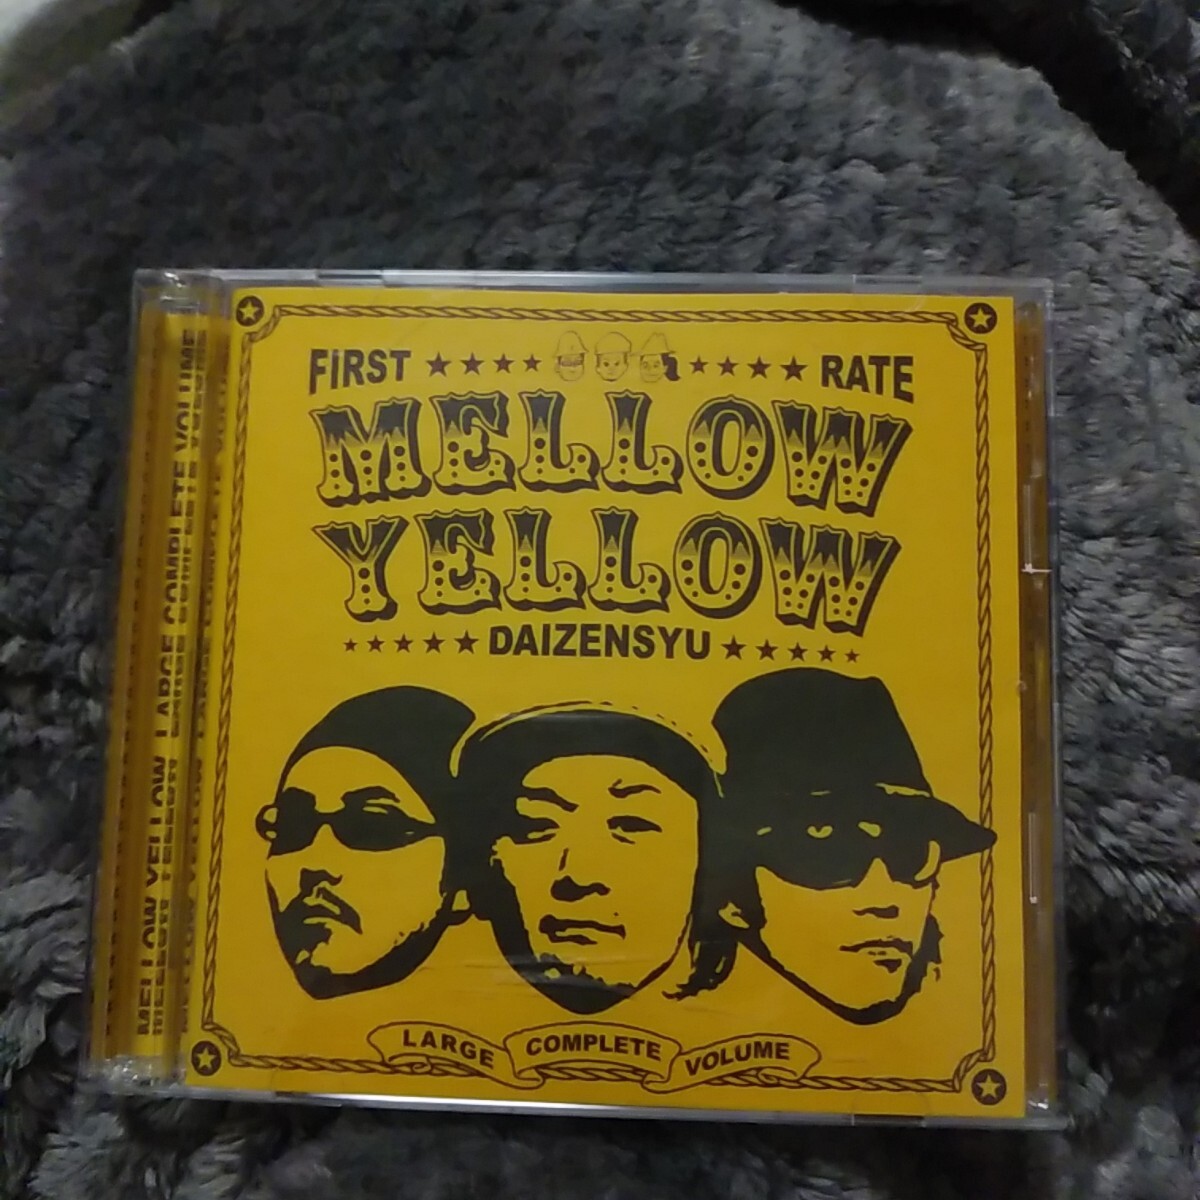 FIRST RATE
MELLOW
YELLOW
DAIZENSYU
LARGE COMPLETE VOLUME
MELLOW YELLOW LARGE COMPLETE VOLUME